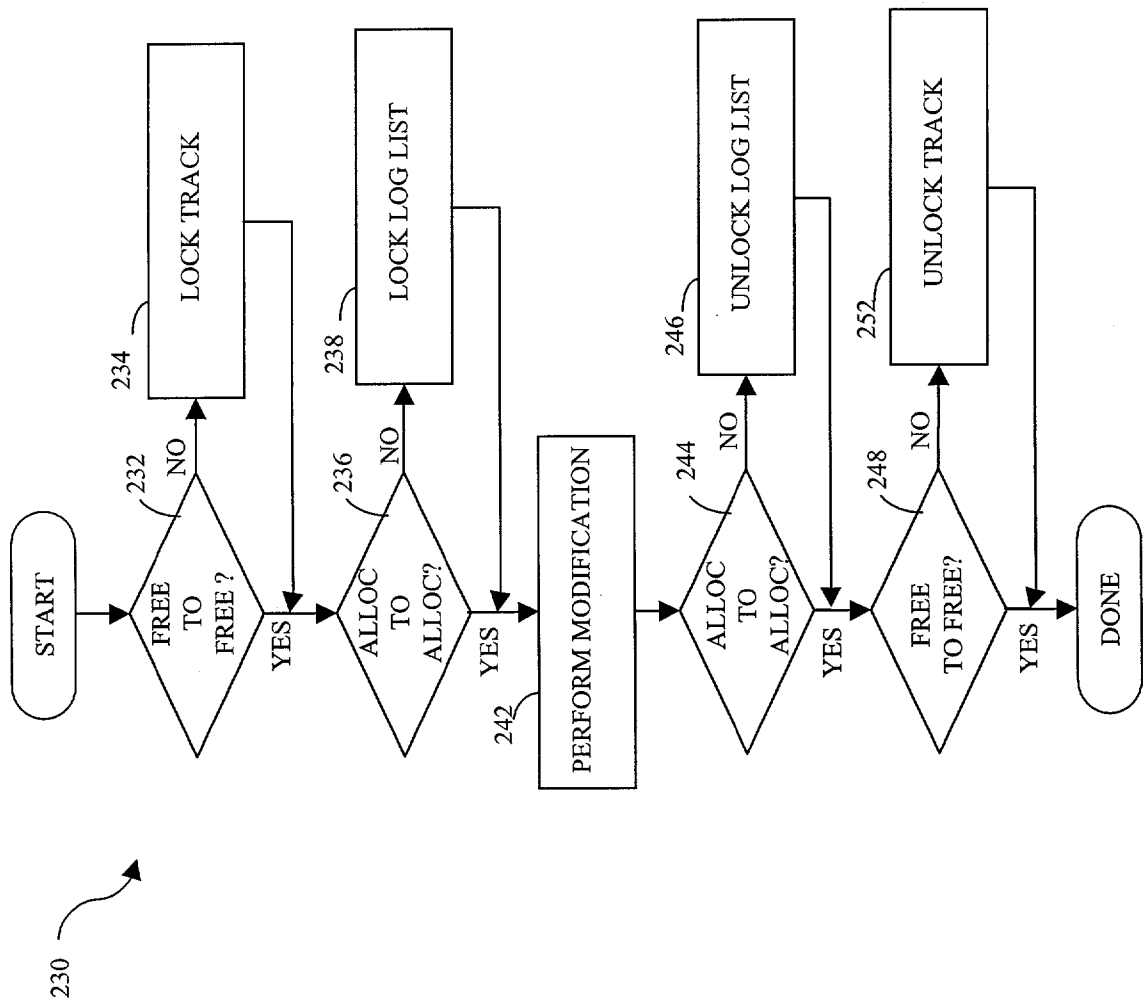 230
START
232
FREE
TO
FREE ?
NO
YES
234
LOCK TRACK
236
ALLOC
TO
ALLOC?
NO
YES
238
LOCK LOG LIST
242
PERFORM MODIFICATION
244
ALLOC
TO
ALLOC?
NO
YES
246
UNLOCK LOG LIST
248
FREE
TO FREE?
NO
YES
252
UNLOCK TRACK
DONE